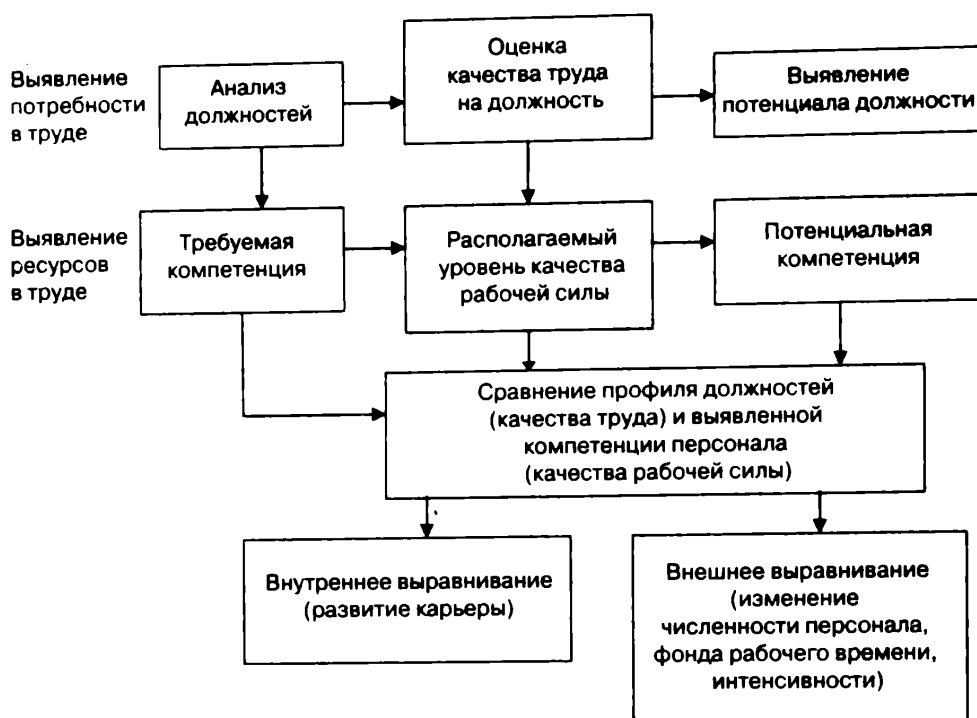 Выявление
потребности
в труде
Анализ
должностей
Оценка
качества труда
на должность
Выявление
потенциала должности
Выявление
ресурсов
в труде
Требуемая
компетенция
Располагаемый
уровень качества
рабочей силы
Потенциальная
компетенция
Сравнение профиля должностей
(качества труда) и выявленной
компетенции персонала
(качества рабочей силы)
Внутреннее выравнивание
(развитие карьеры)
Внешнее выравнивание
(изменение
численности персонала,
фонда рабочего времени,
интенсивности)